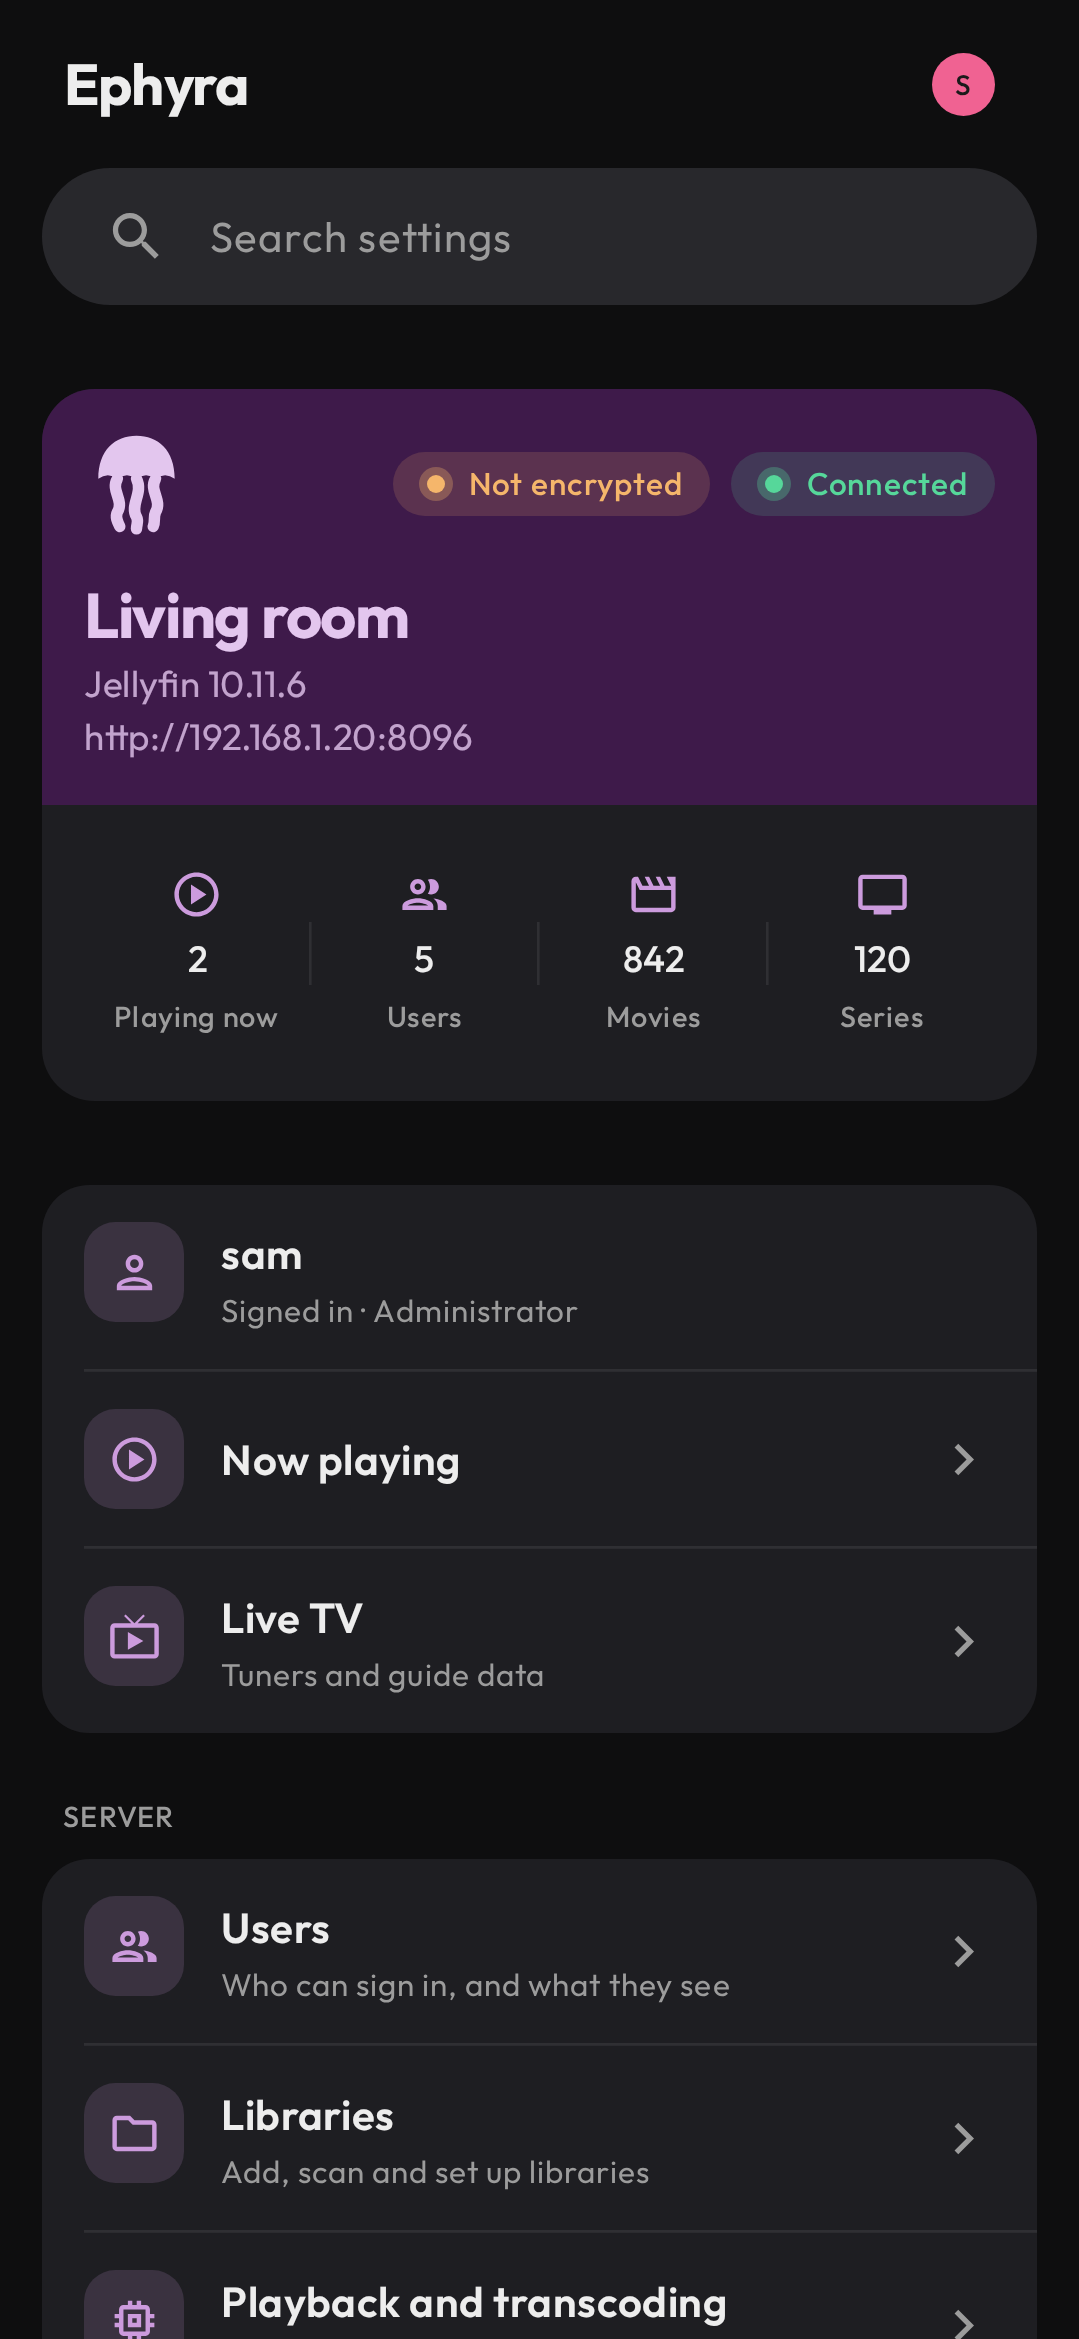 Ephyra
S
Search settings
Not encrypted
Connected
Living room
Jellyfin 10.11.6
http://192.168.1.20:8096
2
5
842
120
Playing now
Users
Movies
Series
sam
Signed in · Administrator
Now playing
Live TV
Tuners and guide data
SERVER
Users
Who can sign in, and what they see
Libraries
Add, scan and set up libraries
Playback and transcoding